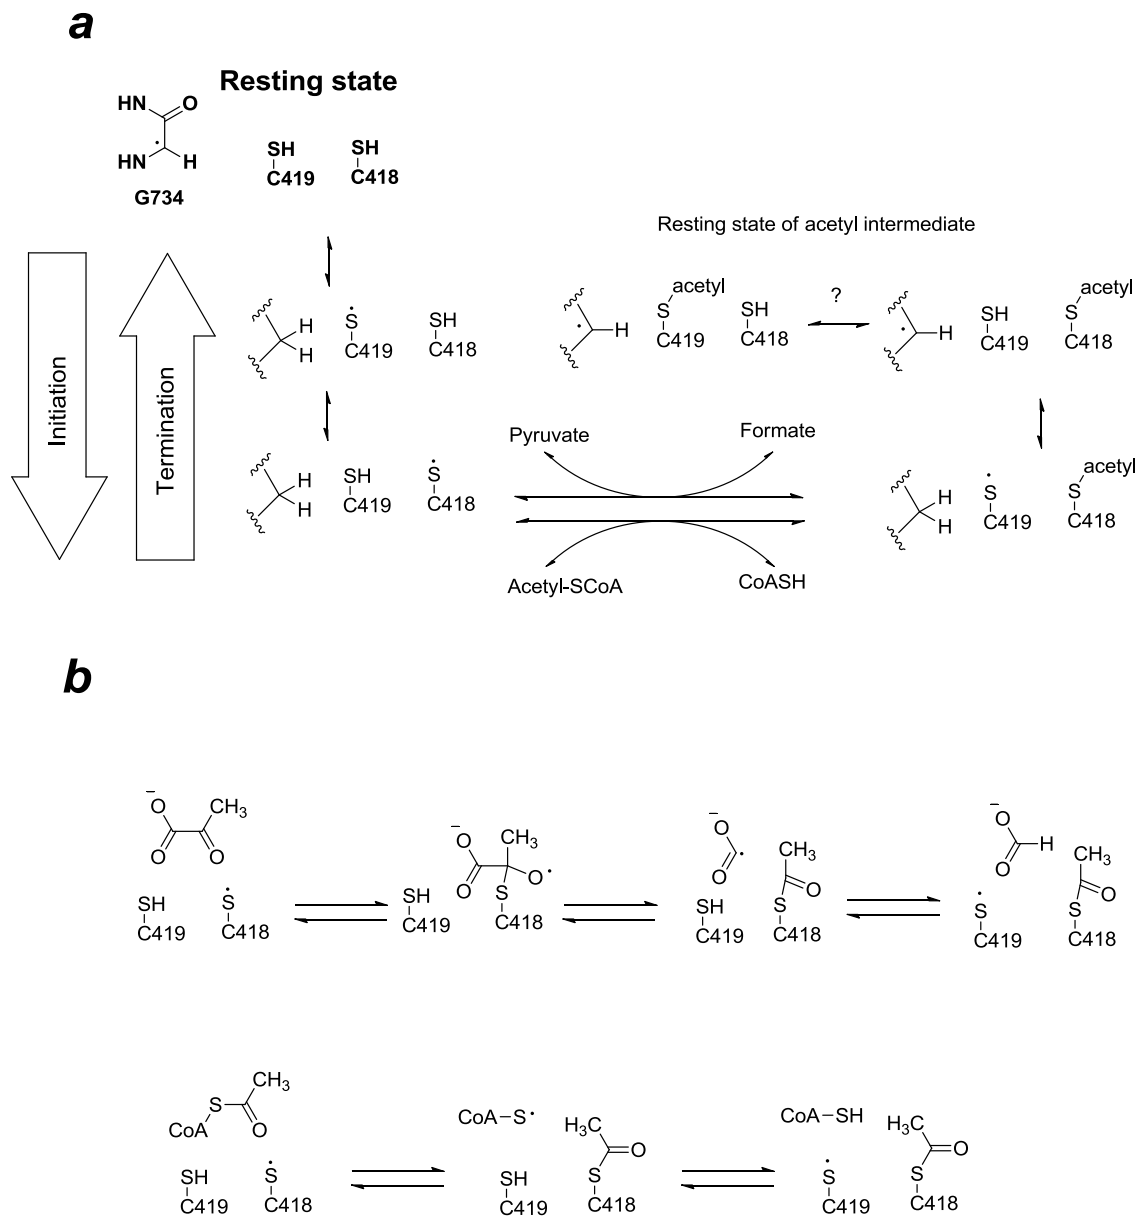 a
Resting state
HN O
HN H
G734
SH SH
C419 C418
Resting state of acetyl intermediate
Initiation
Termination
H
H
S
C419
SH
C418
H
acetyl
S
C419
SH
C418
?
H
SH
C419
acetyl
S
C418
H
H
SH
C419
S
C418
Pyruvate
Formate
Acetyl-SCoA
CoASH
H
H
S
C419
acetyl
S
C418
b
−O CH3
O O
SH S
C419 C418
−O CH3
O O
SH S
C419 C418
−O CH3
O O
SH S
C419 C418
−O H CH3
O O
S S
C419 C418
S CH3
CoA O
SH S
C419 C418
CoA-S H3C
O
SH S
C419 C418
CoA-SH H3C
O
S S
C419 C418